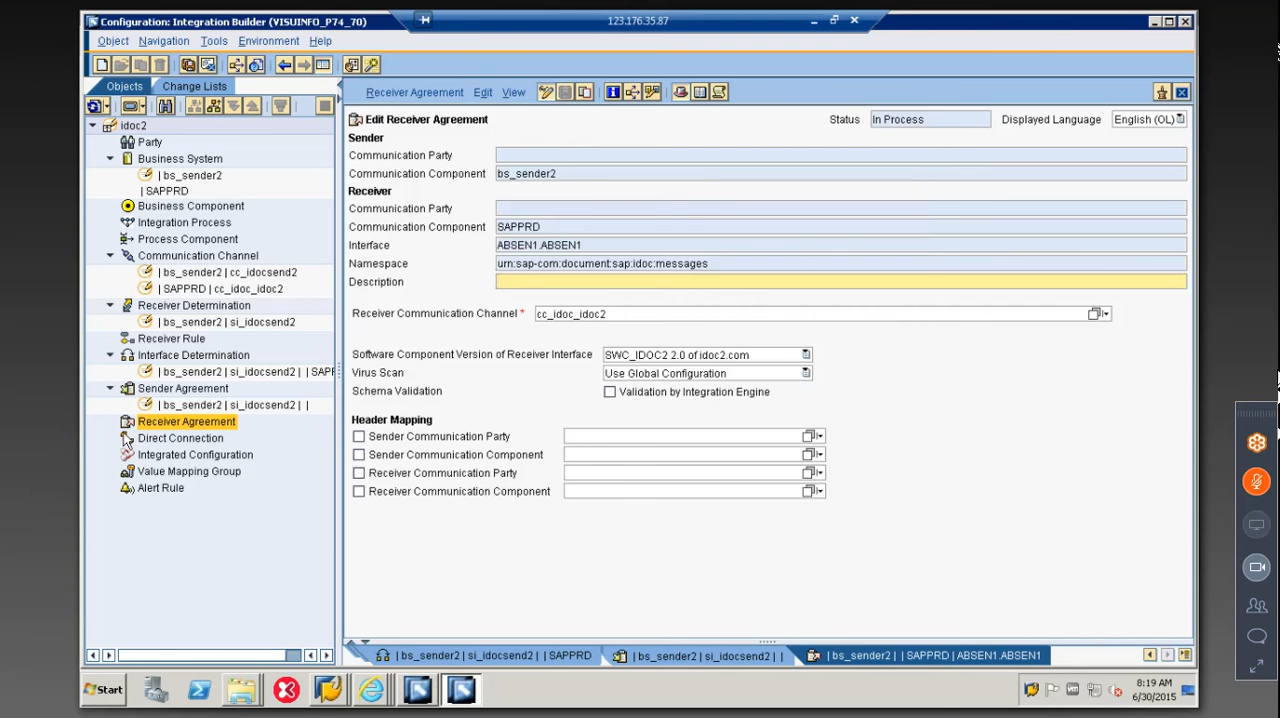 Configuration: Integration Builder (VISUINFO_P74_70)
123.176.35.87
Object Navigation Tools Environment Help
Objects Change Lists
Receiver Agreement Edit View
idoc2
Party
Business System
| bs_sender2
| SAPPRD
Business Component
Integration Process
Process Component
Communication Channel
| bs_sender2 | cc_idocsend2
| SAPPRD | cc_idoc_idoc2
Receiver Determination
| bs_sender2 | si_idocsend2
Receiver Rule
Interface Determination
| bs_sender2 | si_idocsend2 | | SAPF
Sender Agreement
| bs_sender2 | si_idocsend2 | |
Receiver Agreement
Direct Connection
Integrated Configuration
Value Mapping Group
Alert Rule
Edit Receiver Agreement
Status In Process Displayed Language English (OL)
Sender
Communication Party
Communication Component bs_sender2
Receiver
Communication Party
Communication Component SAPPRD
Interface ABSEN1.ABSEN1
Namespace urn:sap-com:document:sap:idoc:messages
Description
Receiver Communication Channel * cc_idoc_idoc2
Software Component Version of Receiver Interface SWC_IDOC2 2.0 of idoc2.com
Virus Scan Use Global Configuration
Schema Validation Validation by Integration Engine
Header Mapping
Sender Communication Party
Sender Communication Component
Receiver Communication Party
Receiver Communication Component
| bs_sender2 | si_idocsend2 | | SAPPRD
| bs_sender2 | si_idocsend2 | |
| bs_sender2 | | SAPPRD | ABSEN1.ABSEN1
Start
8:19 AM
6/30/2015